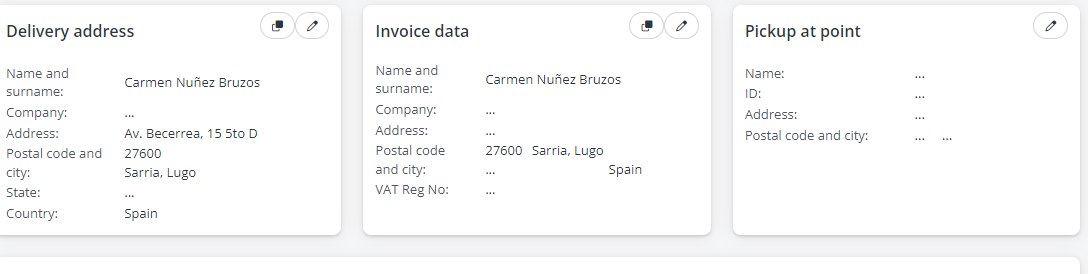 Delivery address
Name and
surname:
Carmen Nuñez Bruzos
Company:
...
Address:
Av. Becerrea, 15 5to D
Postal code and
city:
27600
Sarria, Lugo
State:
...
Country:
Spain
Invoice data
Name and
surname:
Carmen Nuñez Bruzos
Company:
...
Address:
...
Postal code
and city:
27600 Sarria, Lugo
... Spain
VAT Reg No:
...
Pickup at point
Name:
...
ID:
...
Address:
...
Postal code and city:
... ...